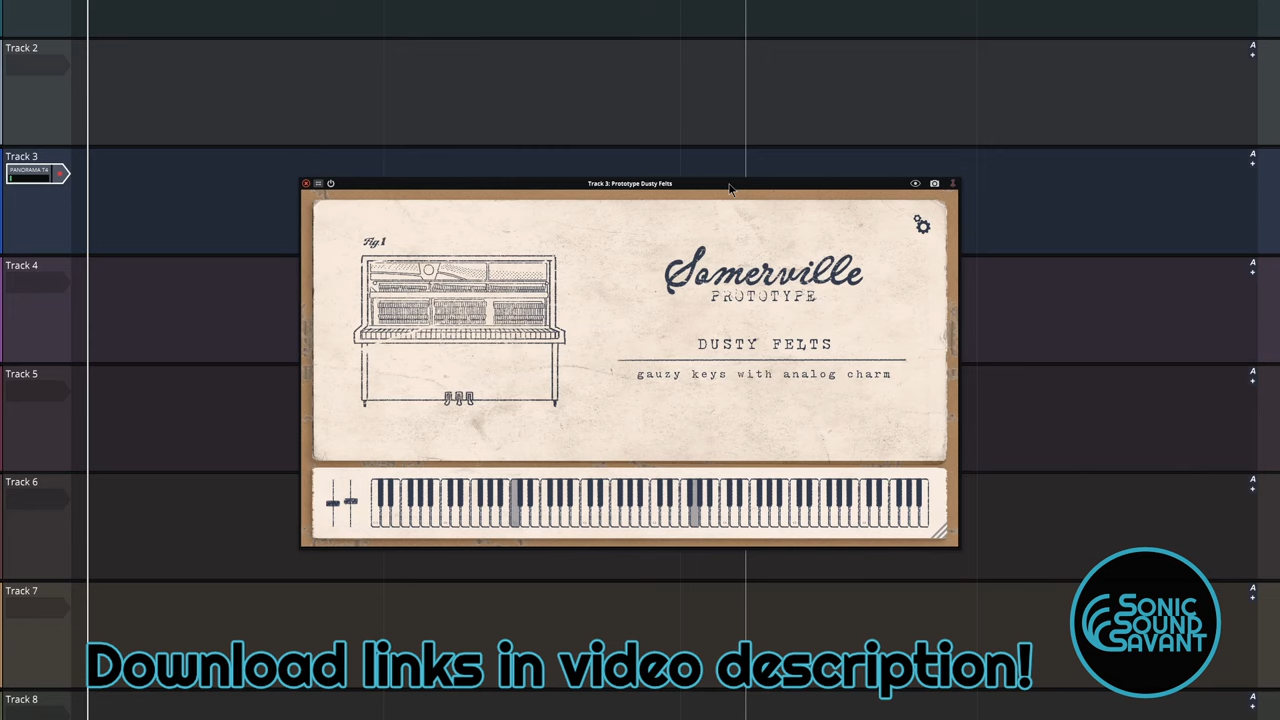 Track 2
A
+
Track 3
A
+
PANORAMA T4
Track 3: Prototype Dusty Felts
Fig.1
Somerville
PROTOTYPE
DUSTY FELTS
gauzy keys with analog charm
Track 4
A
+
Track 5
A
+
Track 6
A
+
Track 7
A
+
SONIC
SOUND
SAVANT
Download links in video description!
Track 8
A
+